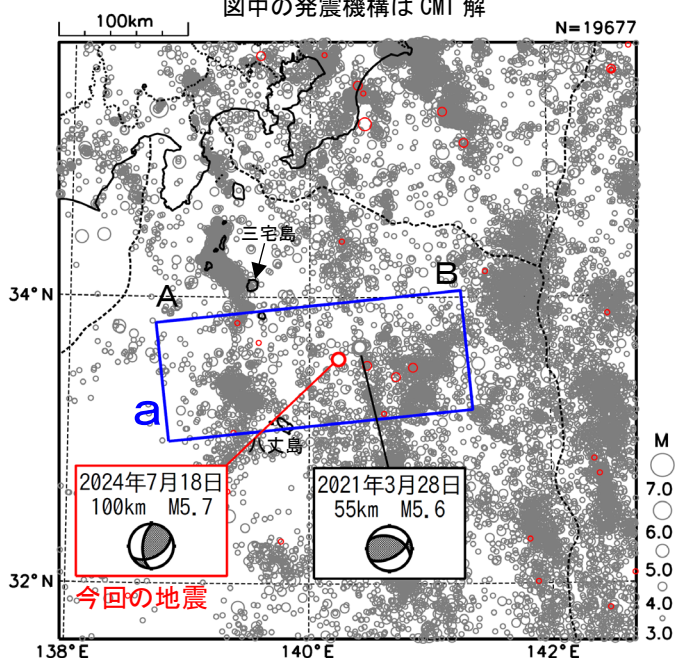 図中の発震機構は CMT 解
100km
N=19677
三宅島
34°N
A
B
a
八丈島
2024年7月18日
100km M5.7
今回の地震
2021年3月28日
55km M5.6
32°N
M
7.0
6.0
5.0
4.0
3.0
138°E
140°E
142°E